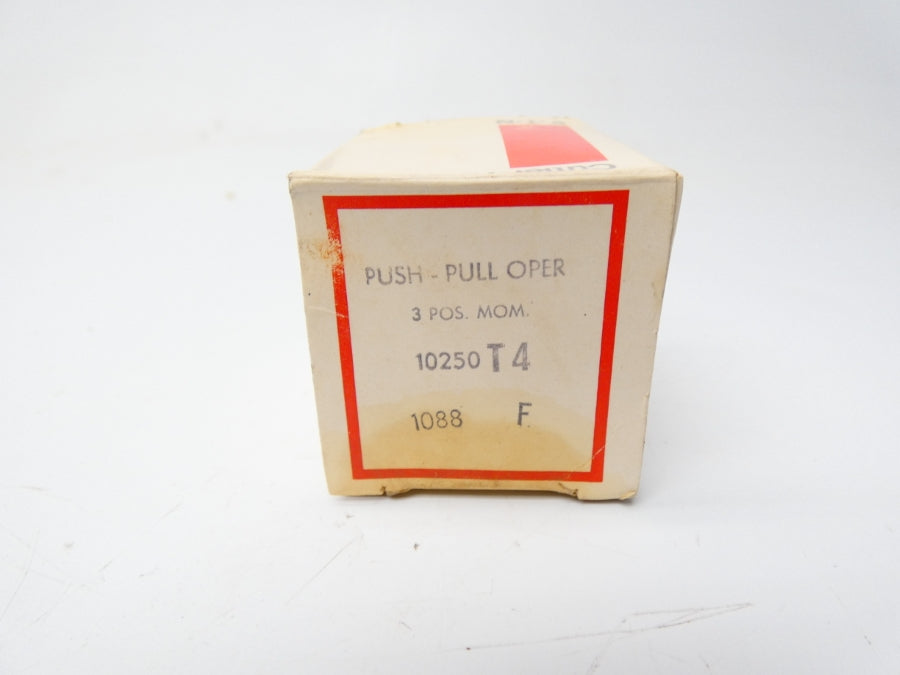 PUSH - PULL OPER
3 POS. MOM.
10250 T4
1088 F